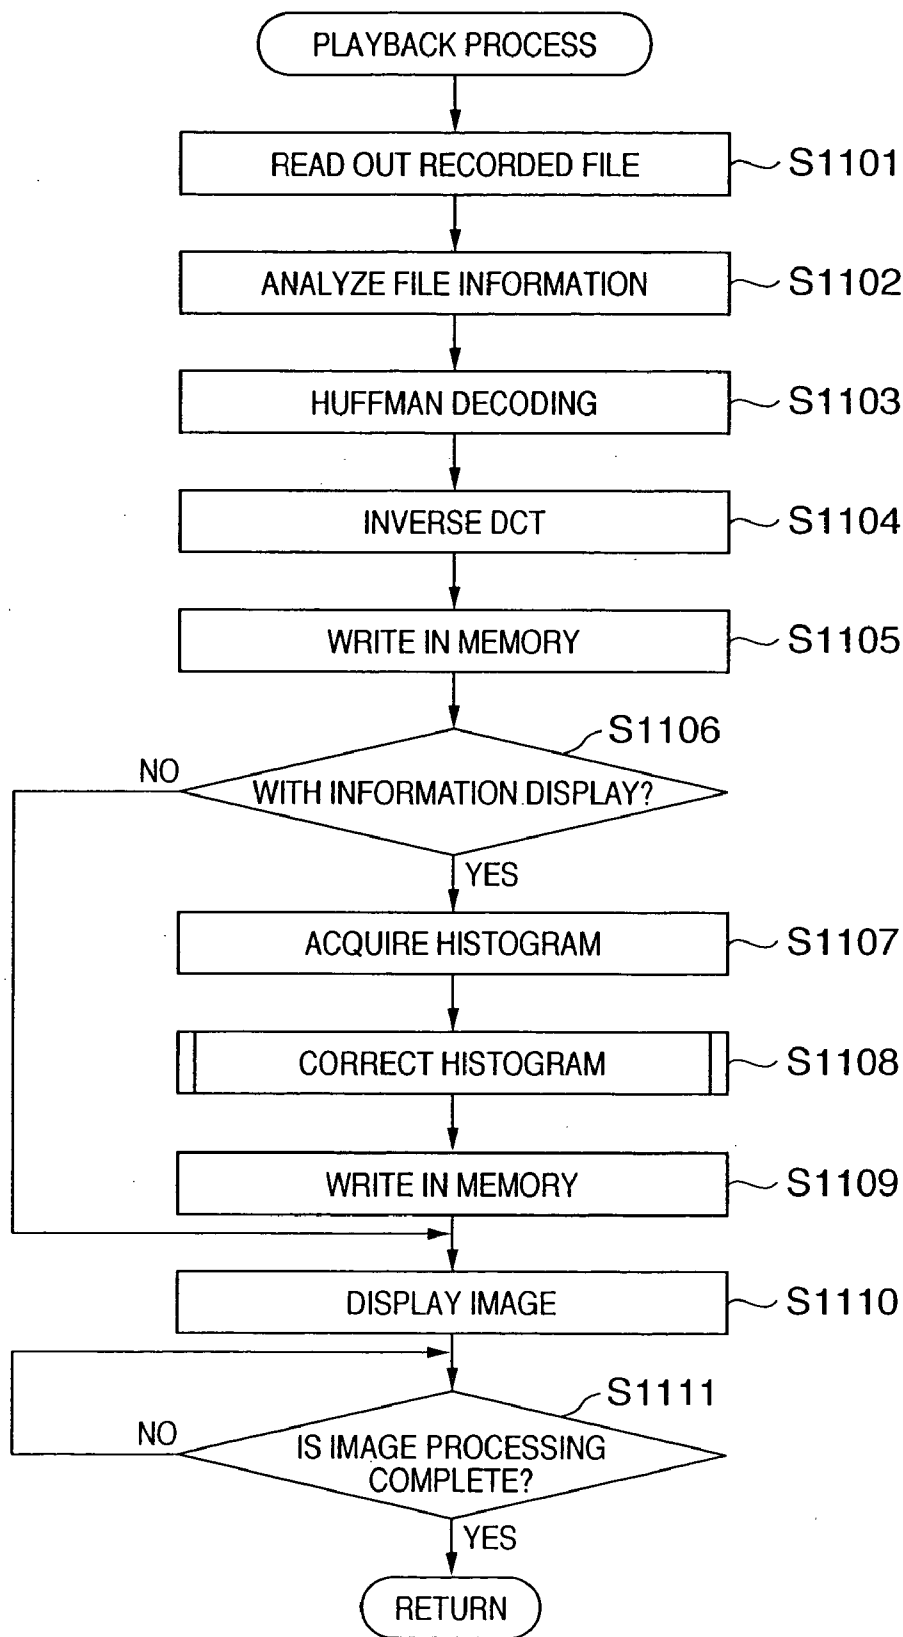 PLAYBACK PROCESS
READ OUT RECORDED FILE
S1101
ANALYZE FILE INFORMATION
S1102
HUFFMAN DECODING
S1103
INVERSE DCT
S1104
WRITE IN MEMORY
S1105
S1106
NO
WITH INFORMATION DISPLAY?
YES
ACQUIRE HISTOGRAM
S1107
CORRECT HISTOGRAM
S1108
WRITE IN MEMORY
S1109
DISPLAY IMAGE
S1110
S1111
NO
IS IMAGE PROCESSING
COMPLETE?
YES
RETURN